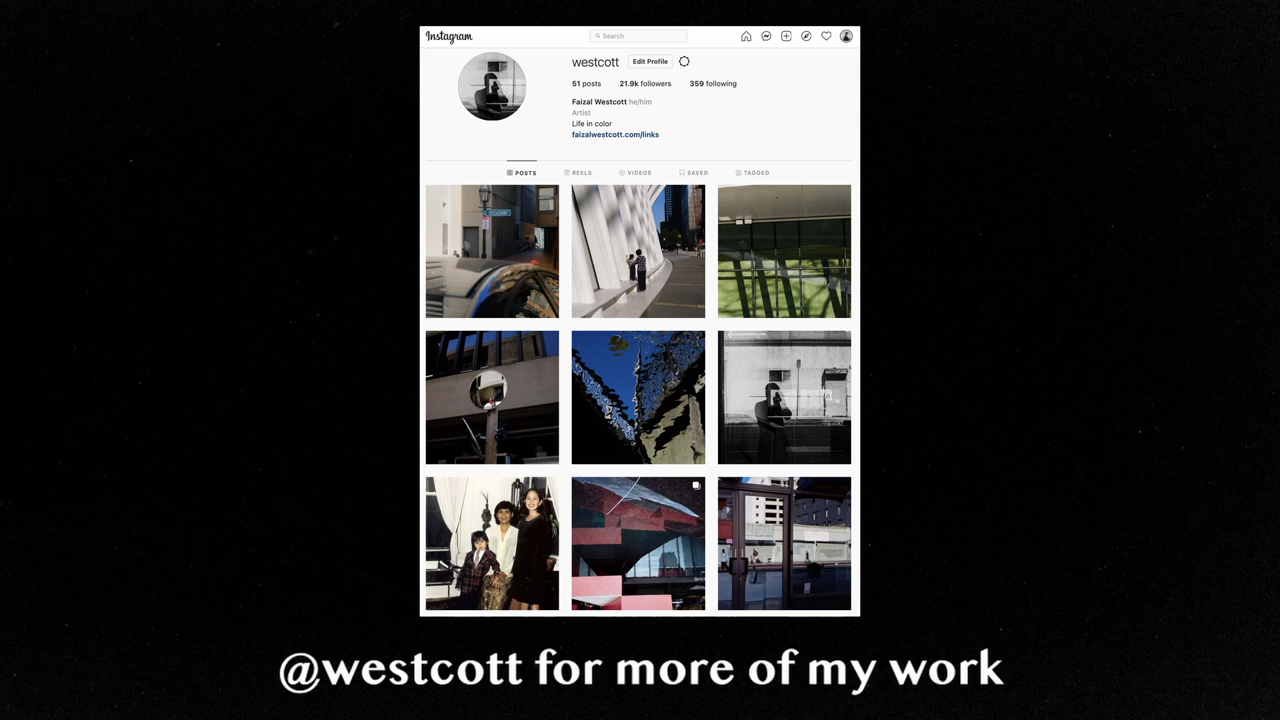 Instagram
Search
westcott
Edit Profile
51 posts 21.9k followers 359 following
Faizal Westcott he/him
Artist
Life in color
faizalwestcott.com/links
POSTS REELS VIDEOS SAVED TAGGED
BROADWAY
@westcott for more of my work